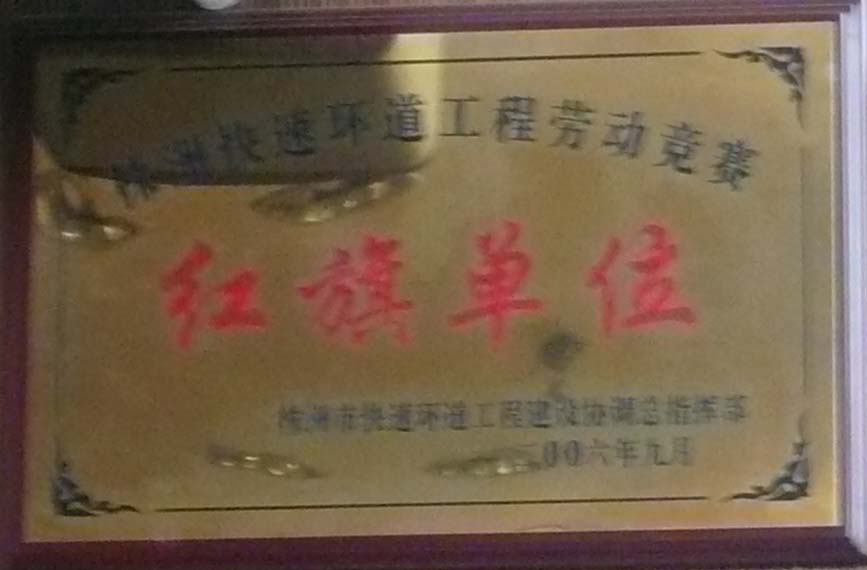 株洲快速环道工程劳动竞赛
红旗单位
株洲市快速环道工程建设协调总指挥部
二00六年九月